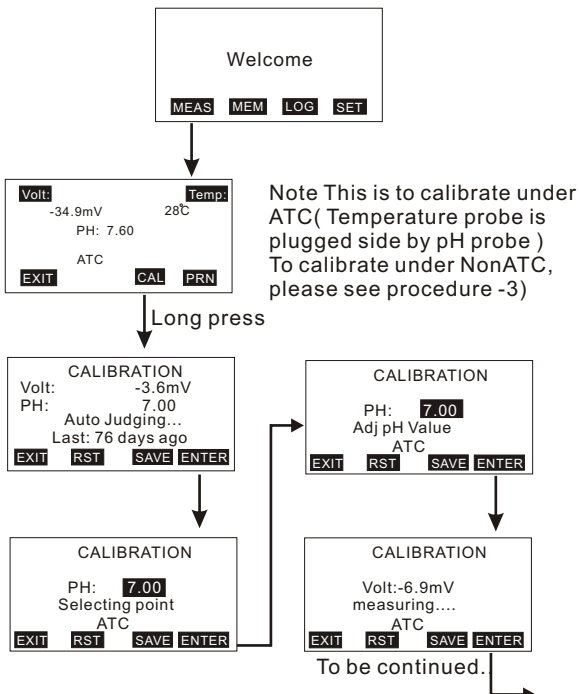 Welcome
MEAS MEM LOG SET
Volt: Temp:
-34.9mV 28℃
PH: 7.60
ATC
EXIT CAL PRN
Note This is to calibrate under
ATC( Temperature probe is
plugged side by pH probe )
To calibrate under NonATC,
please see procedure -3)
Long press
CALIBRATION
Volt: -3.6mV
PH: 7.00
Auto Judging...
Last: 76 days ago
EXIT RST SAVE ENTER
CALIBRATION
PH: 7.00
Selecting point
ATC
EXIT RST SAVE ENTER
CALIBRATION
PH: 7.00
Adj pH Value
ATC
EXIT RST SAVE ENTER
CALIBRATION
Volt:-6.9mV
measuring....
ATC
EXIT RST SAVE ENTER
To be continued..